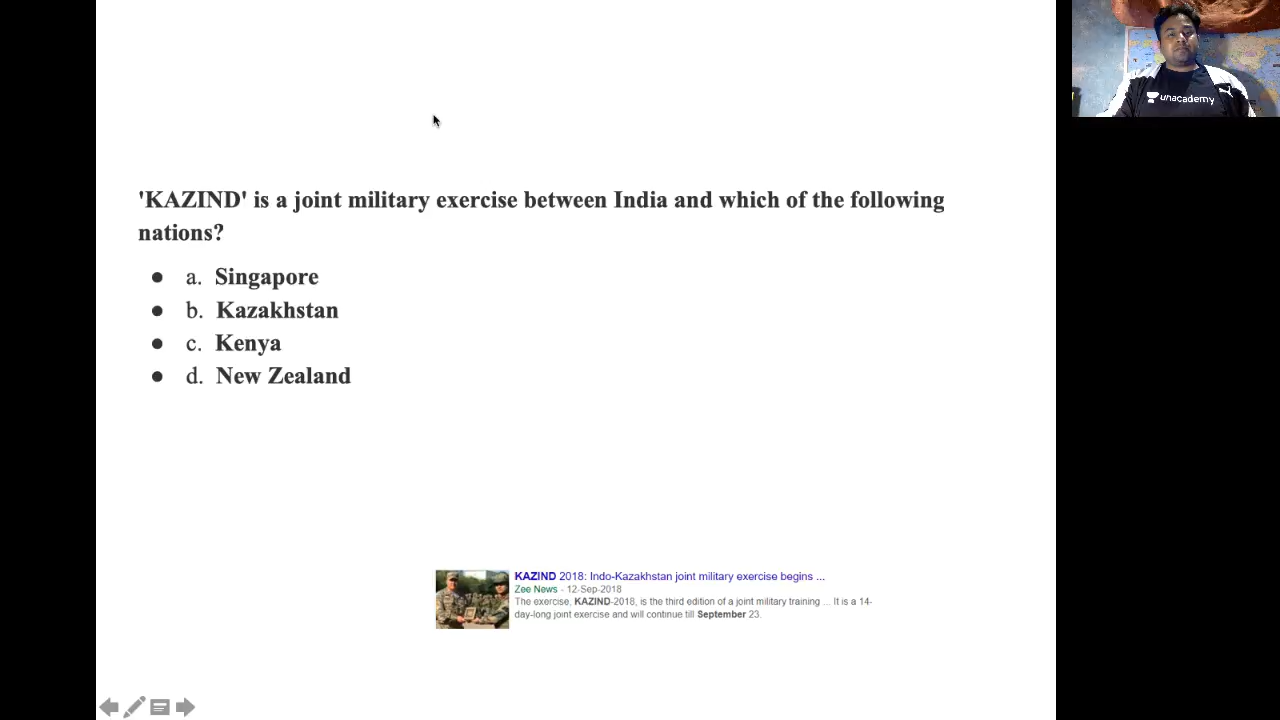 'KAZIND' is a joint military exercise between India and which of the following
nations?
● a. Singapore
● b. Kazakhstan
● c. Kenya
● d. New Zealand
KAZIND 2018: Indo-Kazakhstan joint military exercise begins ...
Zee News - 12-Sep-2018
The exercise, KAZIND-2018, is the third edition of a joint military training ... It is a 14-
day-long joint exercise and will continue till September 23.
unacademy